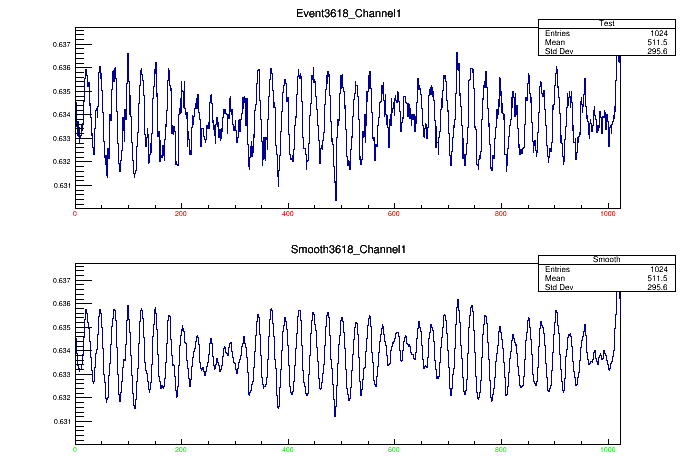 Event3618_Channel1
Test
Entries 1024
Mean 511.5
Std Dev 295.6
0.637
0.636
0.635
0.634
0.633
0.632
0.631
0 200 400 600 800 1000
Smooth3618_Channel1
Smooth
Entries 1024
Mean 511.5
Std Dev 295.6
0.637
0.636
0.635
0.634
0.633
0.632
0.631
0 200 400 600 800 1000